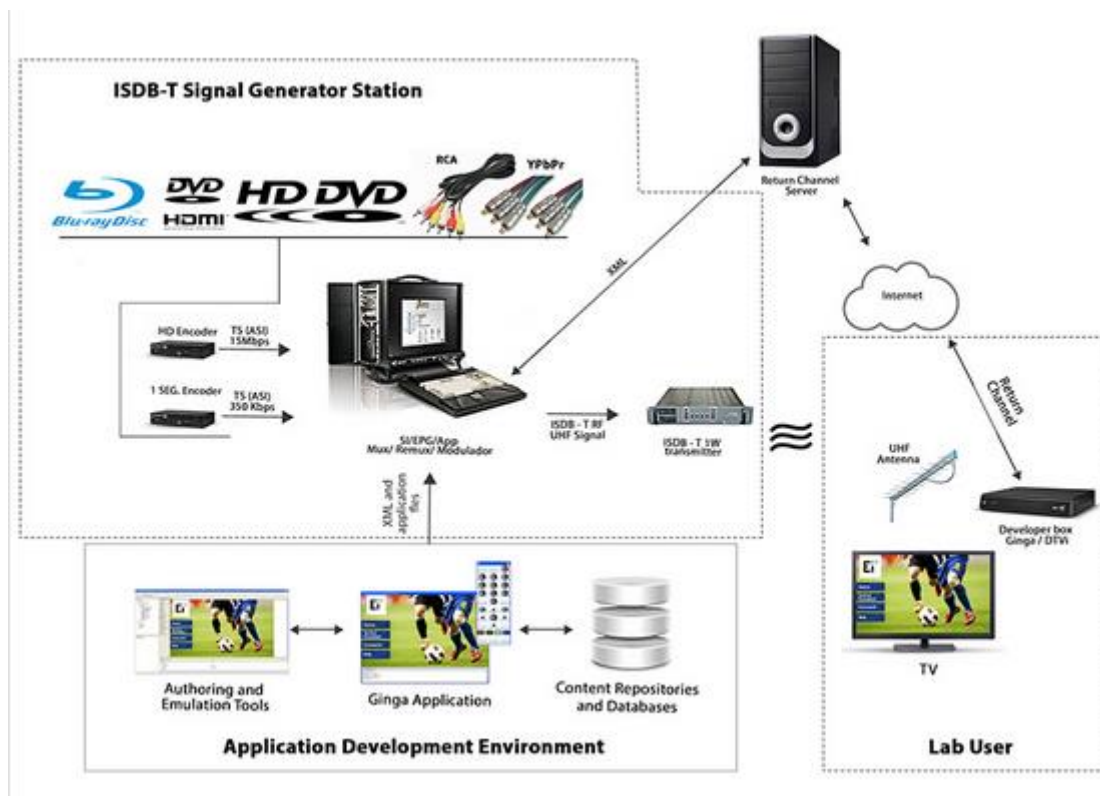 ISDB-T Signal Generator Station
Blu-ray Disc
DVD
HDMI
HD DVD
RCA
YPbPr
Return Channel
Server
XML
Internet
HD Encoder
TS (ASI)
15Mbps
1 SEG. Encoder
TS (ASI)
350 Kbps
SI/EPG/App
Mux/ Remux/ Modulador
ISDB - T RF
UHF Signal
ISDB - T 1W
transmitter
Return
Channel
UHF
Antenna
Developer box
Ginga / DTVi
TV
Lab User
XML and
application
files
Authoring and
Emulation Tools
Ginga Application
Content Repositories
and Databases
Application Development Environment